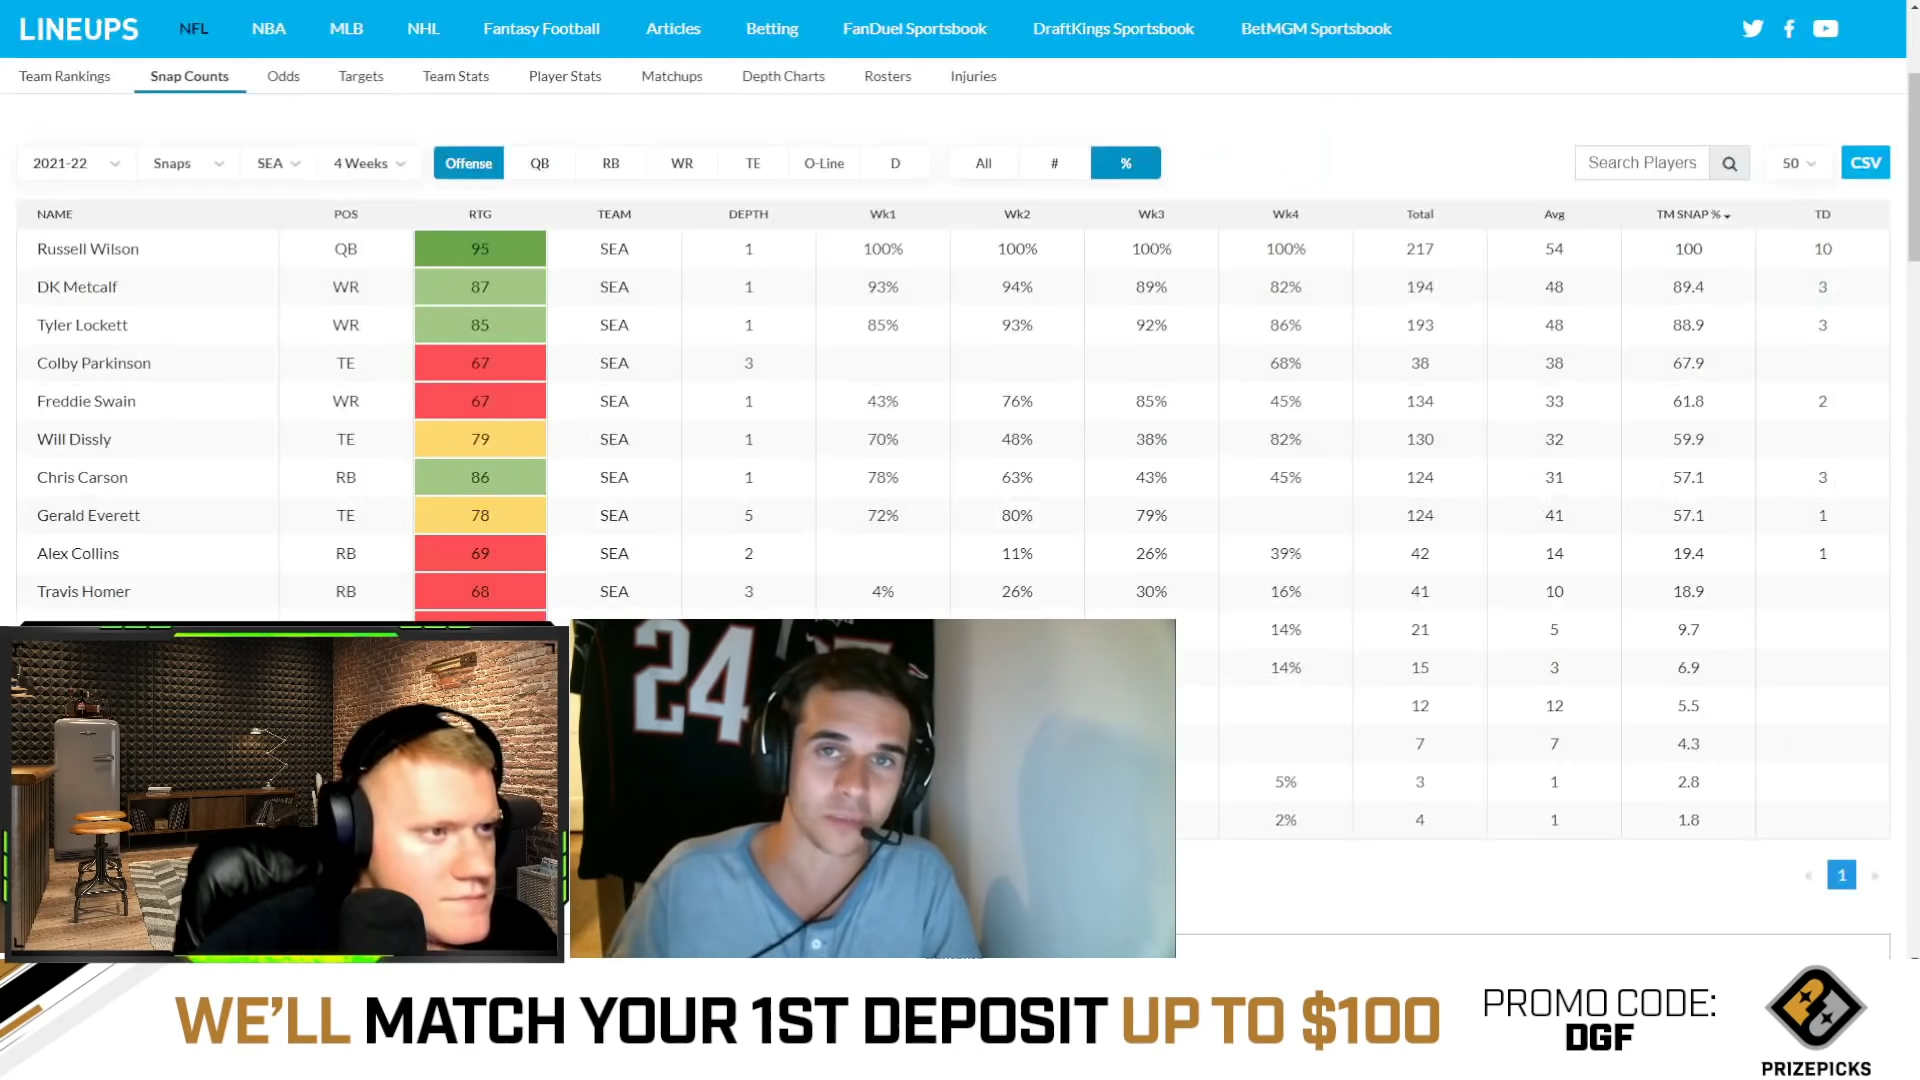 LINEUPS NFL NBA MLB NHL Fantasy Football Articles Betting FanDuel Sportsbook DraftKings Sportsbook BetMGM Sportsbook
Team Rankings Snap Counts Odds Targets Team Stats Player Stats Matchups Depth Charts Rosters Injuries
2021-22 Snaps SEA 4 Weeks Offense QB RB WR TE O-Line D All # % Search Players 50 CSV
NAME POS RTG TEAM DEPTH Wk1 Wk2 Wk3 Wk4 Total Avg TM SNAP % TD
Russell Wilson QB 95 SEA 1 100% 100% 100% 100% 217 54 100 10
DK Metcalf WR 87 SEA 1 93% 94% 89% 82% 194 48 89.4 3
Tyler Lockett WR 85 SEA 1 85% 93% 92% 86% 193 48 88.9 3
Colby Parkinson TE 67 SEA 3 68% 38 38 67.9
Freddie Swain WR 67 SEA 1 43% 76% 85% 45% 134 33 61.8 2
Will Dissly TE 79 SEA 1 70% 48% 38% 82% 130 32 59.9
Chris Carson RB 86 SEA 1 78% 63% 43% 45% 124 31 57.1 3
Gerald Everett TE 78 SEA 5 72% 80% 79% 124 41 57.1 1
Alex Collins RB 69 SEA 2 11% 26% 39% 42 14 19.4 1
Travis Homer RB 68 SEA 3 4% 26% 30% 16% 41 10 18.9
14% 21 5 9.7
14% 15 3 6.9
12 12 5.5
7 7 4.3
5% 3 1 2.8
2% 4 1 1.8
« 1 »
24
WE'LL MATCH YOUR 1ST DEPOSIT UP TO $100
PROMO CODE:
DGF
PRIZEPICKS